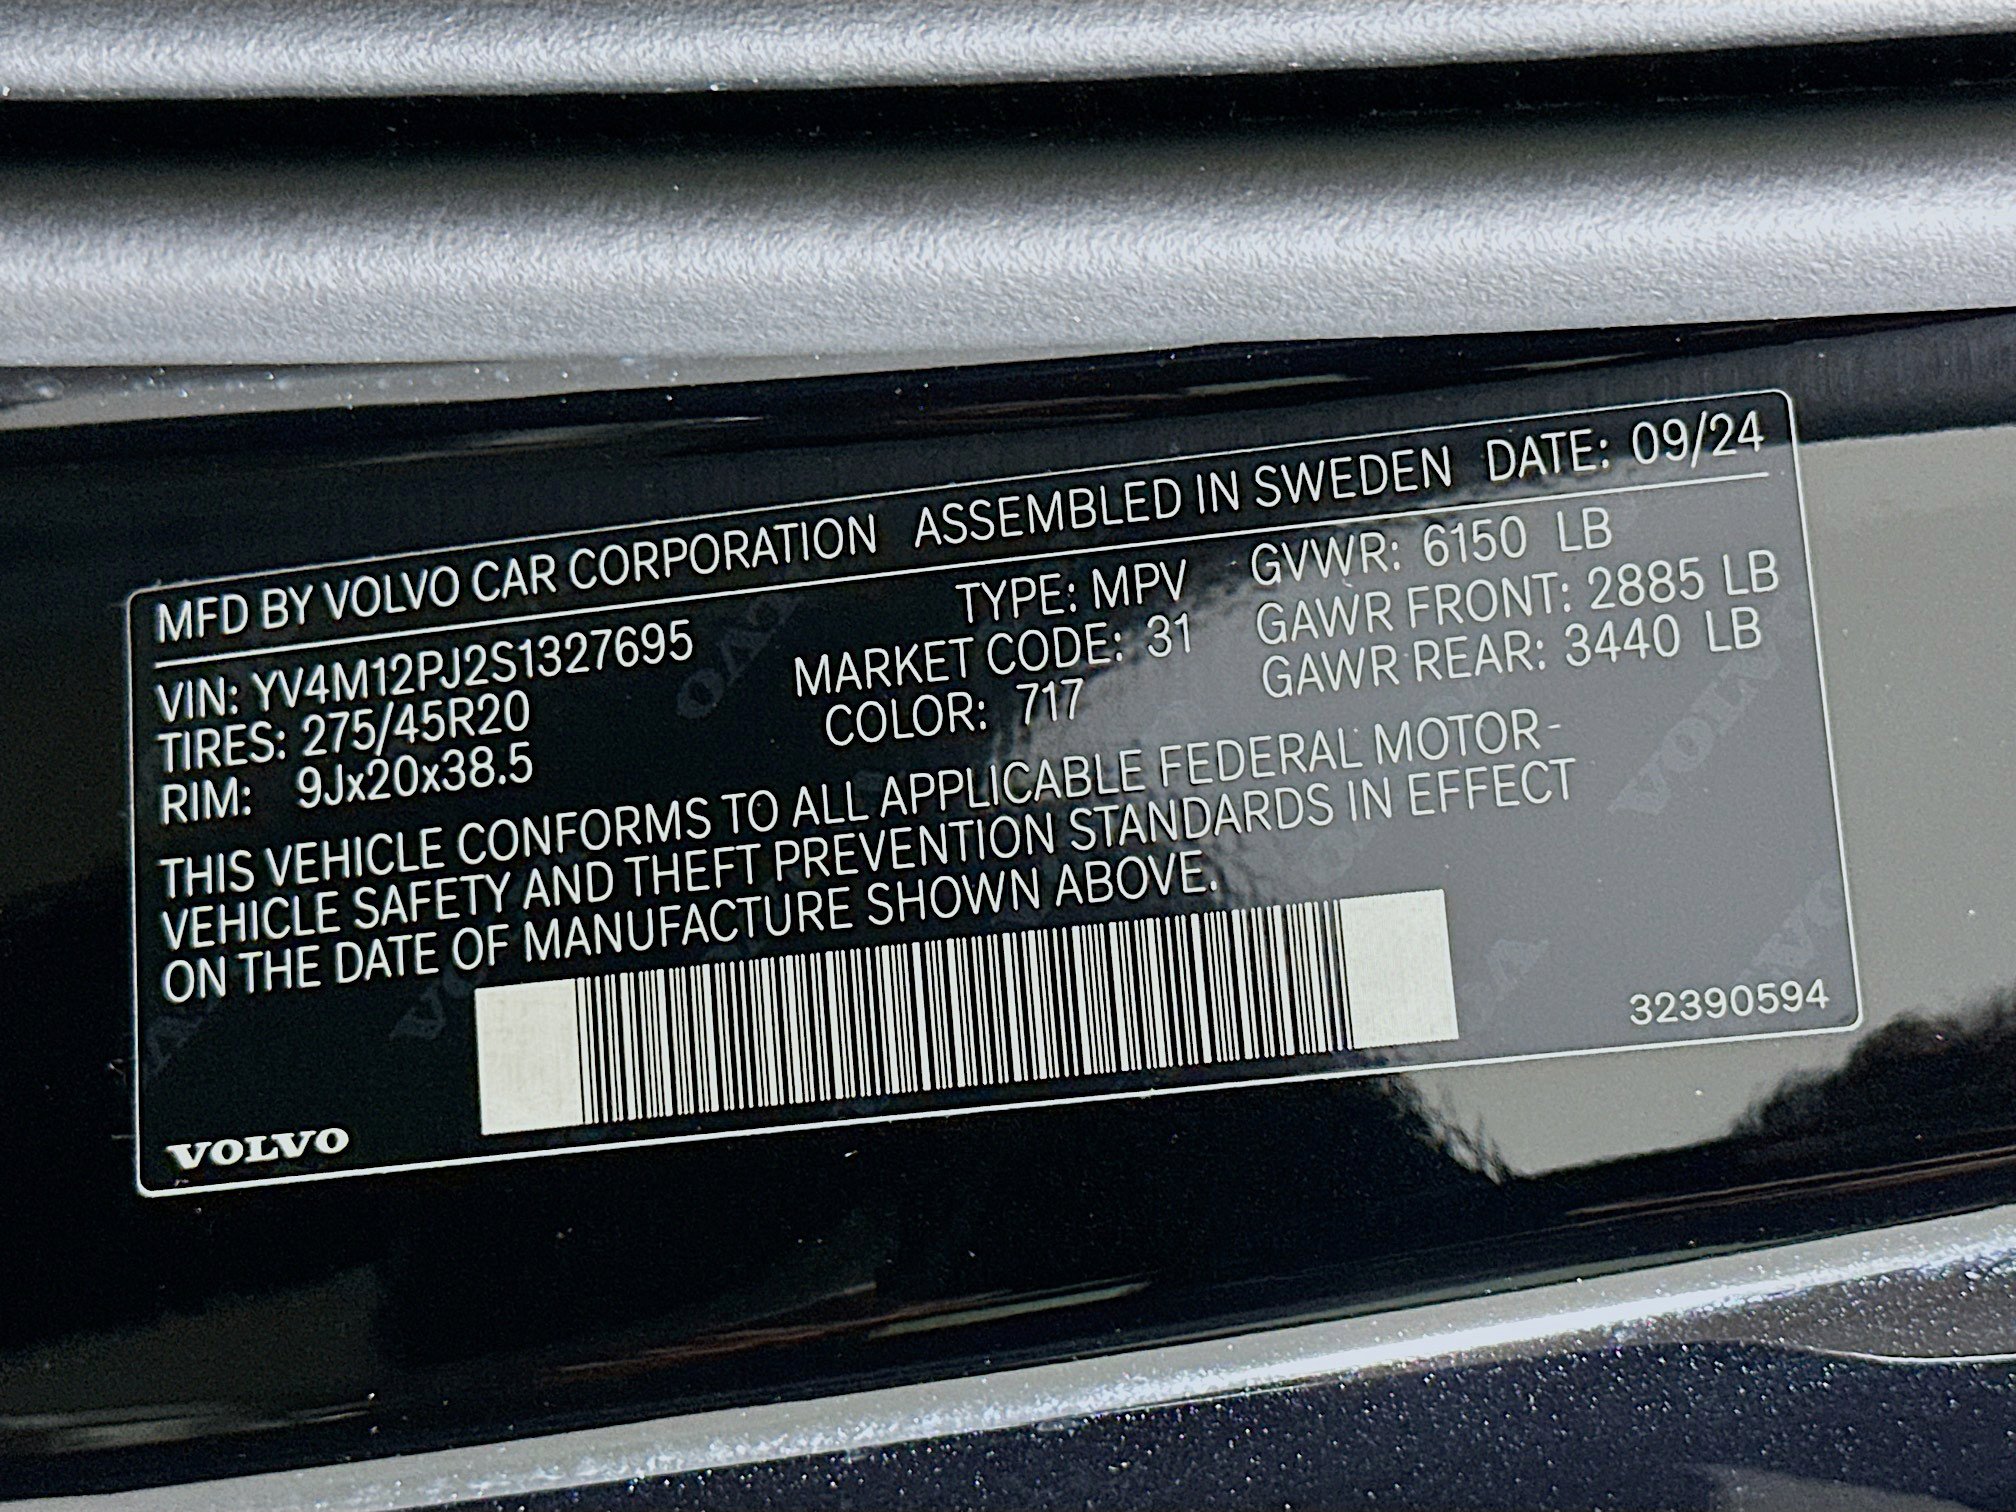 MFD BY VOLVO CAR CORPORATION ASSEMBLED IN SWEDEN DATE: 09/24
VIN: YV4M12PJ2S1327695 TYPE: MPV GVWR: 6150 LB
TIRES: 275/45R20 MARKET CODE: 31 GAWR FRONT: 2885 LB
RIM: 9Jx20x38.5 COLOR: 717 GAWR REAR: 3440 LB
THIS VEHICLE CONFORMS TO ALL APPLICABLE FEDERAL MOTOR-
VEHICLE SAFETY AND THEFT PREVENTION STANDARDS IN EFFECT
ON THE DATE OF MANUFACTURE SHOWN ABOVE.
32390594
VOLVO